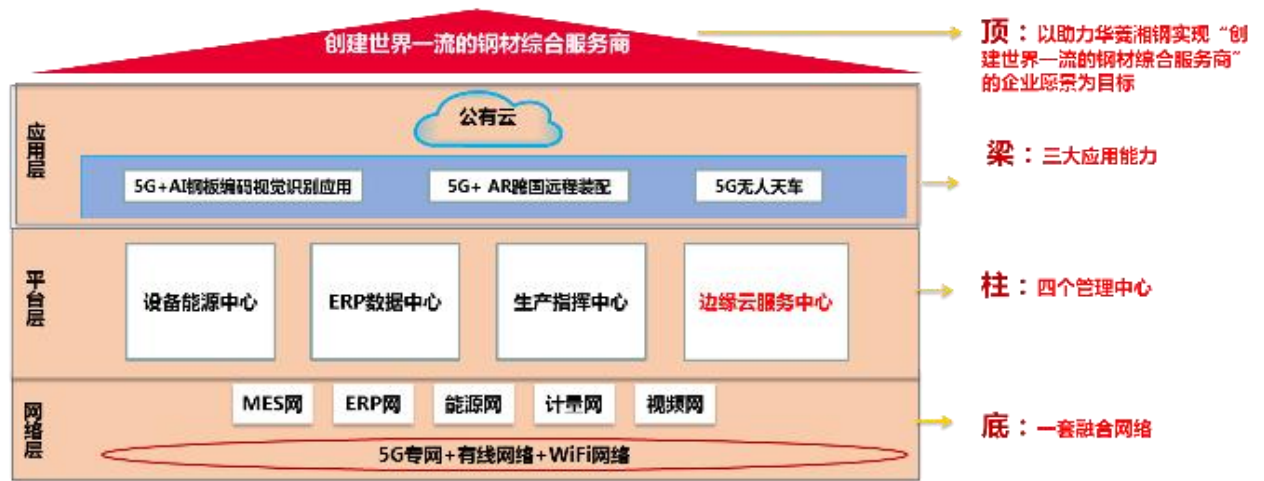 创建世界一流的钢材综合服务商
顶：以助力华菱湘钢实现“创
建世界一流的钢材综合服务商”
的企业愿景为目标
应用层
公有云
5G+AI钢板编码视觉识别应用
5G+ AR跨国远程装配
5G无人天车
梁：三大应用能力
平台层
设备能源中心
ERP数据中心
生产指挥中心
边缘云服务中心
柱：四个管理中心
网络层
MES网
ERP网
能源网
计量网
视频网
5G专网+有线网络+WiFi网络
底：一套融合网络